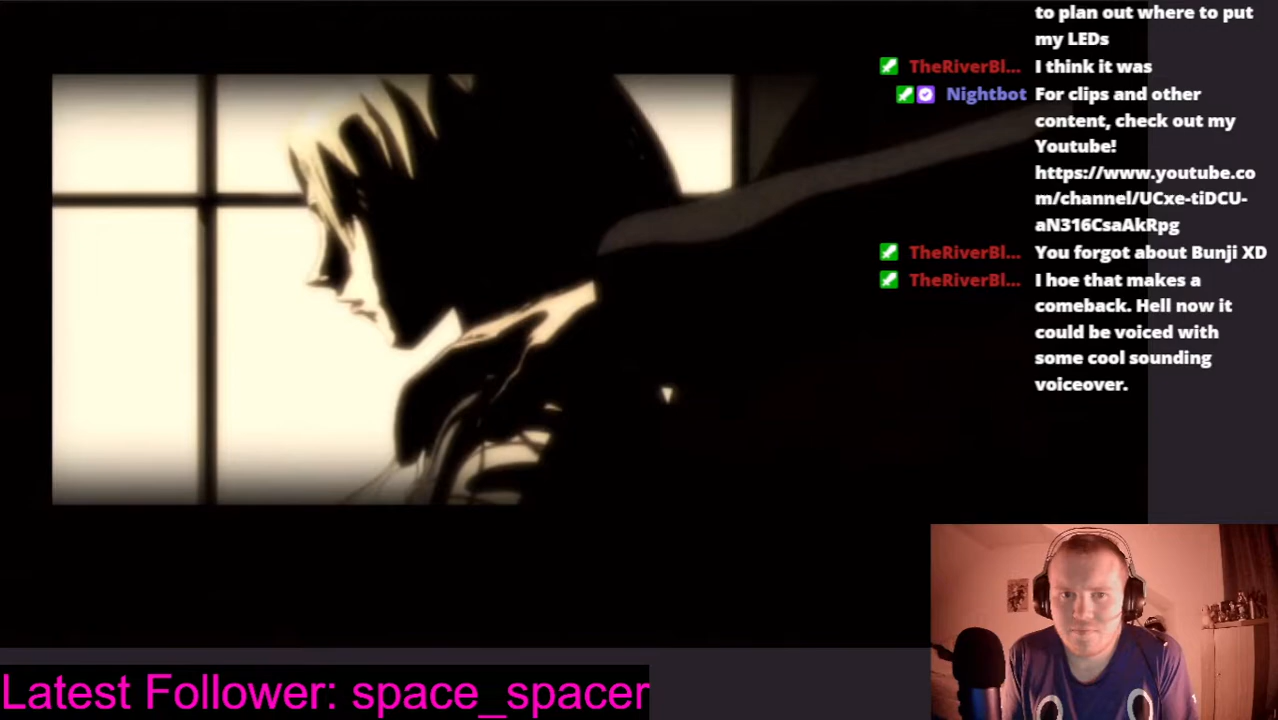 to plan out where to put
my LEDs
TheRiverBl... I think it was
Nightbot For clips and other
content, check out my
Youtube!
https://www.youtube.co
m/channel/UCxe-tiDCU-
aN316CsaAkRpg
TheRiverBl... You forgot about Bunji XD
TheRiverBl... I hoe that makes a
comeback. Hell now it
could be voiced with
some cool sounding
voiceover.
Latest Follower: space_spacer